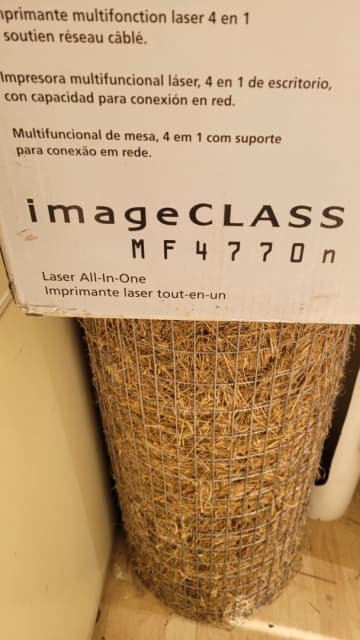 imprimante multifonction laser 4 en 1
soutien réseau câblé.
Impresora multifuncional láser, 4 en 1 de escritorio,
con capacidad para conexión en red.
Multifuncional de mesa, 4 em 1 com suporte
para conexão em rede.
imageCLASS
MF4770n
Laser All-In-One
Imprimante laser tout-en-un